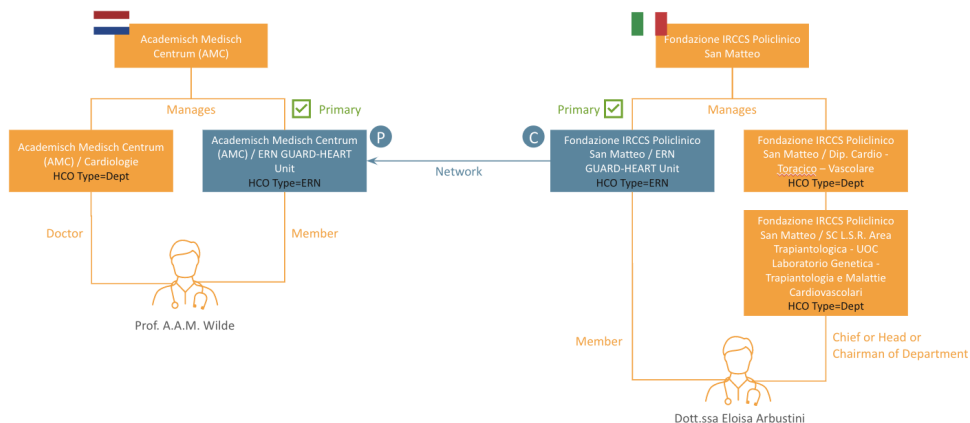 Academisch Medisch
Centrum (AMC)
Fondazione IRCCS Policlinico
San Matteo
Manages
Primary
Primary
Manages
Academisch Medisch Centrum
(AMC) / Cardiologie
HCO Type=Dept
Academisch Medisch Centrum
(AMC) / ERN GUARD-HEART
Unit
HCO Type=ERN
P
Network
C
Fondazione IRCCS Policlinico
San Matteo / ERN
GUARD-HEART Unit
HCO Type=ERN
Fondazione IRCCS Policlinico
San Matteo / Dip. Cardio -
Toracico – Vascolare
HCO Type=Dept
Fondazione IRCCS Policlinico
San Matteo / SC L.S.R. Area
Trapiantologica - UOC
Laboratorio Genetica -
Trapiantologia e Malattie
Cardiovascolari
HCO Type=Dept
Doctor
Member
Prof. A.A.M. Wilde
Member
Chief or Head or
Chairman of Department
Dott.ssa Eloisa Arbustini